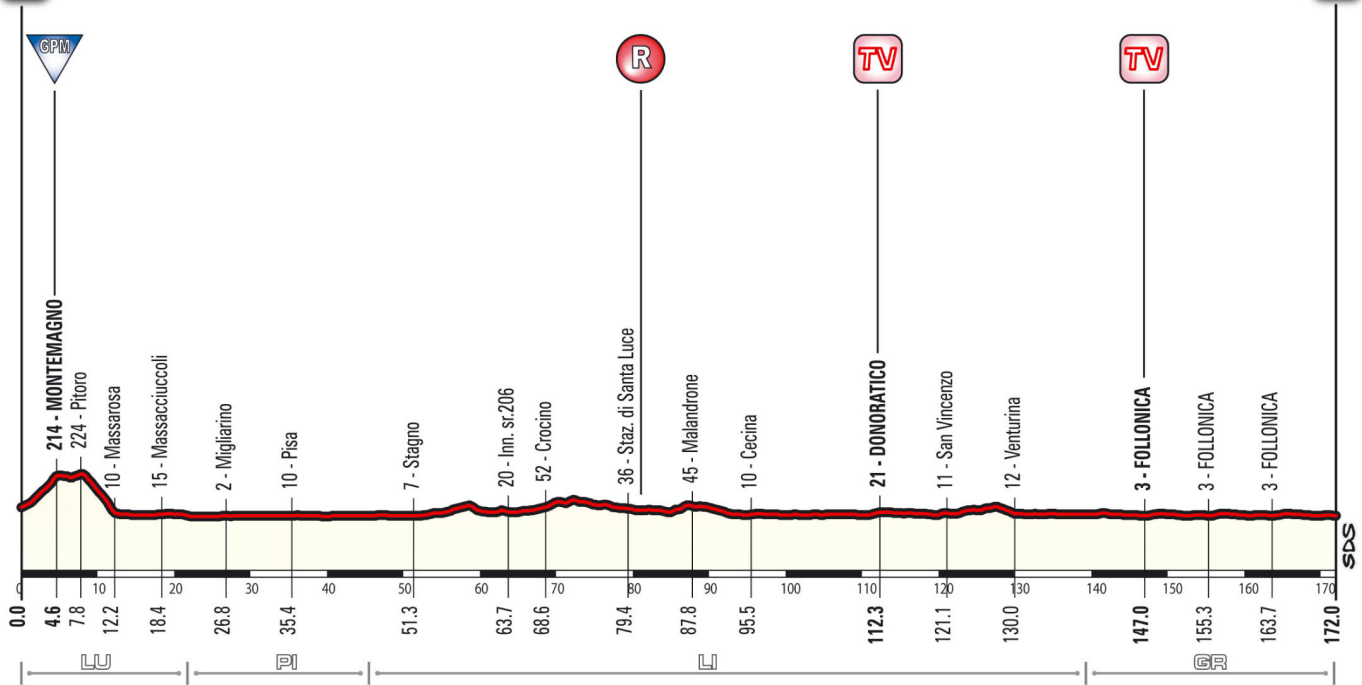 GPM
R
TV
TV
214 - MONTEMAGNO
224 - Pitoro
10 - Massarosa
15 - Massacciuccoli
2 - Migliarino
10 - Pisa
7 - Stagno
20 - Inn. sr.206
52 - Crocino
36 - Staz. di Santa Luce
45 - Malandrone
10 - Cecina
21 - DONORATICO
11 - San Vincenzo
12 - Venturina
3 - FOLLONICA
3 - FOLLONICA
3 - FOLLONICA
SDS
0 10 20 30 40 50 60 70 80 90 100 110 120 130 140 150 160 170
0.0 4.6 7.8 12.2 18.4 26.8 35.4 51.3 63.7 68.6 79.4 87.8 95.5 112.3 121.1 130.0 147.0 155.3 163.7 172.0
LU PI LI GR